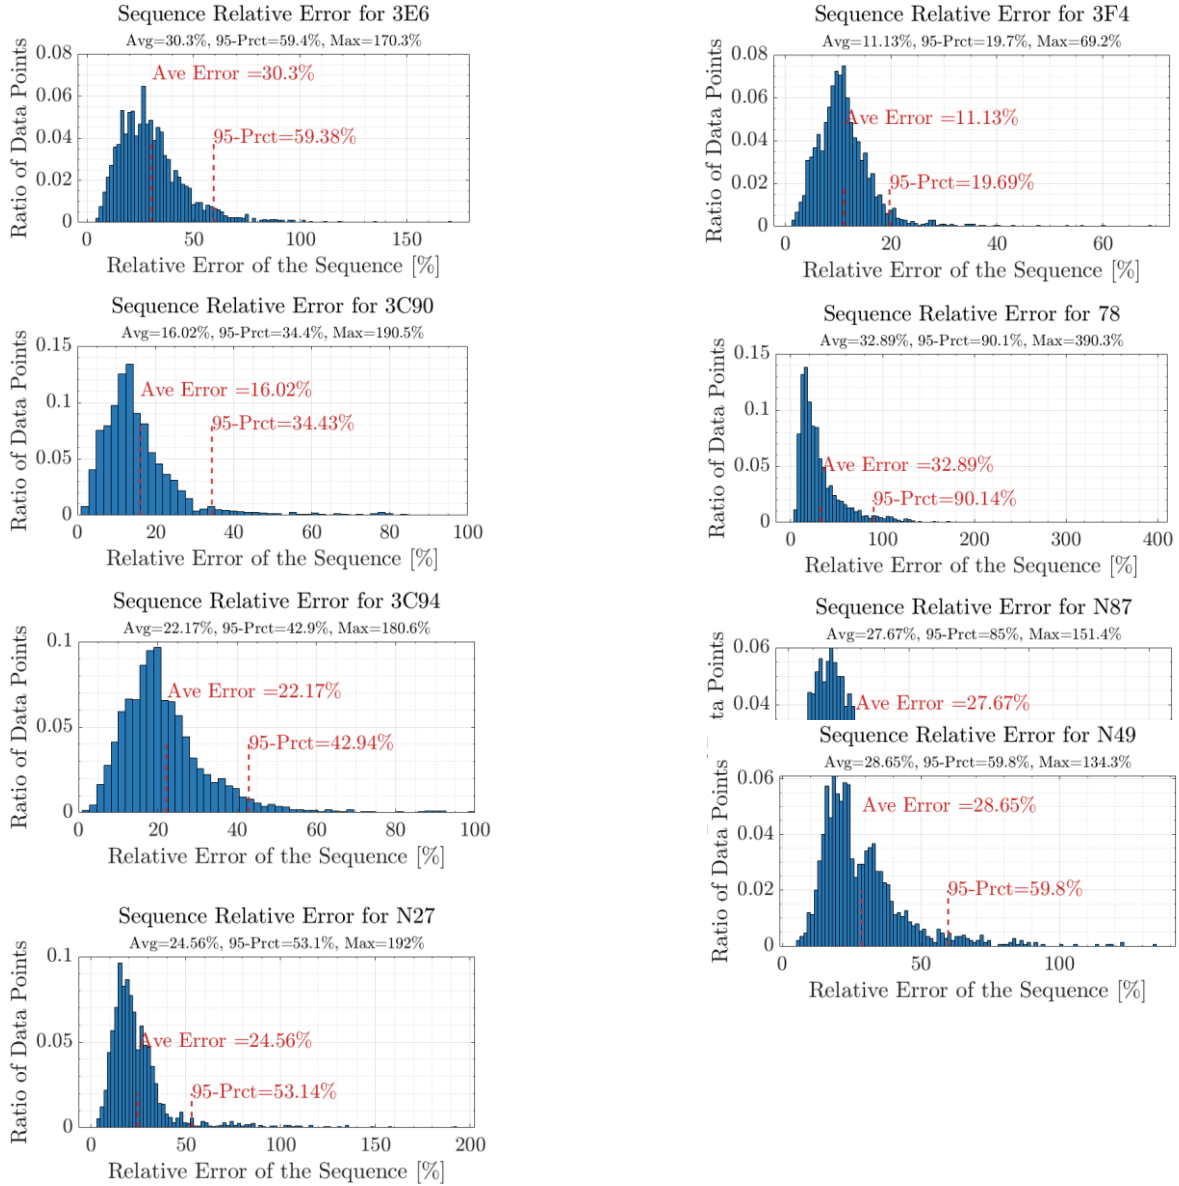 Sequence Relative Error for 3E6
Avg=30.3%, 95-Prct=59.4%, Max=170.3%
Ratio of Data Points
0.08
0.06
0.04
0.02
0
Ave Error =30.3%
95-Prct=59.38%
0 50 100 150
Relative Error of the Sequence [%]
Sequence Relative Error for 3F4
Avg=11.13%, 95-Prct=19.7%, Max=69.2%
Ratio of Data Points
0.08
0.06
0.04
0.02
0
Ave Error =11.13%
95-Prct=19.69%
0 20 40 60
Relative Error of the Sequence [%]
Sequence Relative Error for 3C90
Avg=16.02%, 95-Prct=34.4%, Max=190.5%
Ratio of Data Points
0.15
0.1
0.05
0
Ave Error =16.02%
95-Prct=34.43%
0 20 40 60 80 100
Relative Error of the Sequence [%]
Sequence Relative Error for 78
Avg=32.89%, 95-Prct=90.1%, Max=390.3%
Ratio of Data Points
0.15
0.1
0.05
0
Ave Error =32.89%
95-Prct=90.14%
0 100 200 300 400
Relative Error of the Sequence [%]
Sequence Relative Error for 3C94
Avg=22.17%, 95-Prct=42.9%, Max=180.6%
Ratio of Data Points
0.1
0.05
0
Ave Error =22.17%
95-Prct=42.94%
0 20 40 60 80 100
Relative Error of the Sequence [%]
Sequence Relative Error for N87
Avg=27.67%, 95-Prct=85%, Max=151.4%
ta Points
0.06
0.04
Ave Error =27.67%
Sequence Relative Error for N49
Avg=28.65%, 95-Prct=59.8%, Max=134.3%
Ratio of Data Points
0.06
0.04
0.02
0
Ave Error =28.65%
95-Prct=59.8%
0 50 100
Relative Error of the Sequence [%]
Sequence Relative Error for N27
Avg=24.56%, 95-Prct=53.1%, Max=192%
Ratio of Data Points
0.1
0.05
0
Ave Error =24.56%
95-Prct=53.14%
0 50 100 150 200
Relative Error of the Sequence [%]